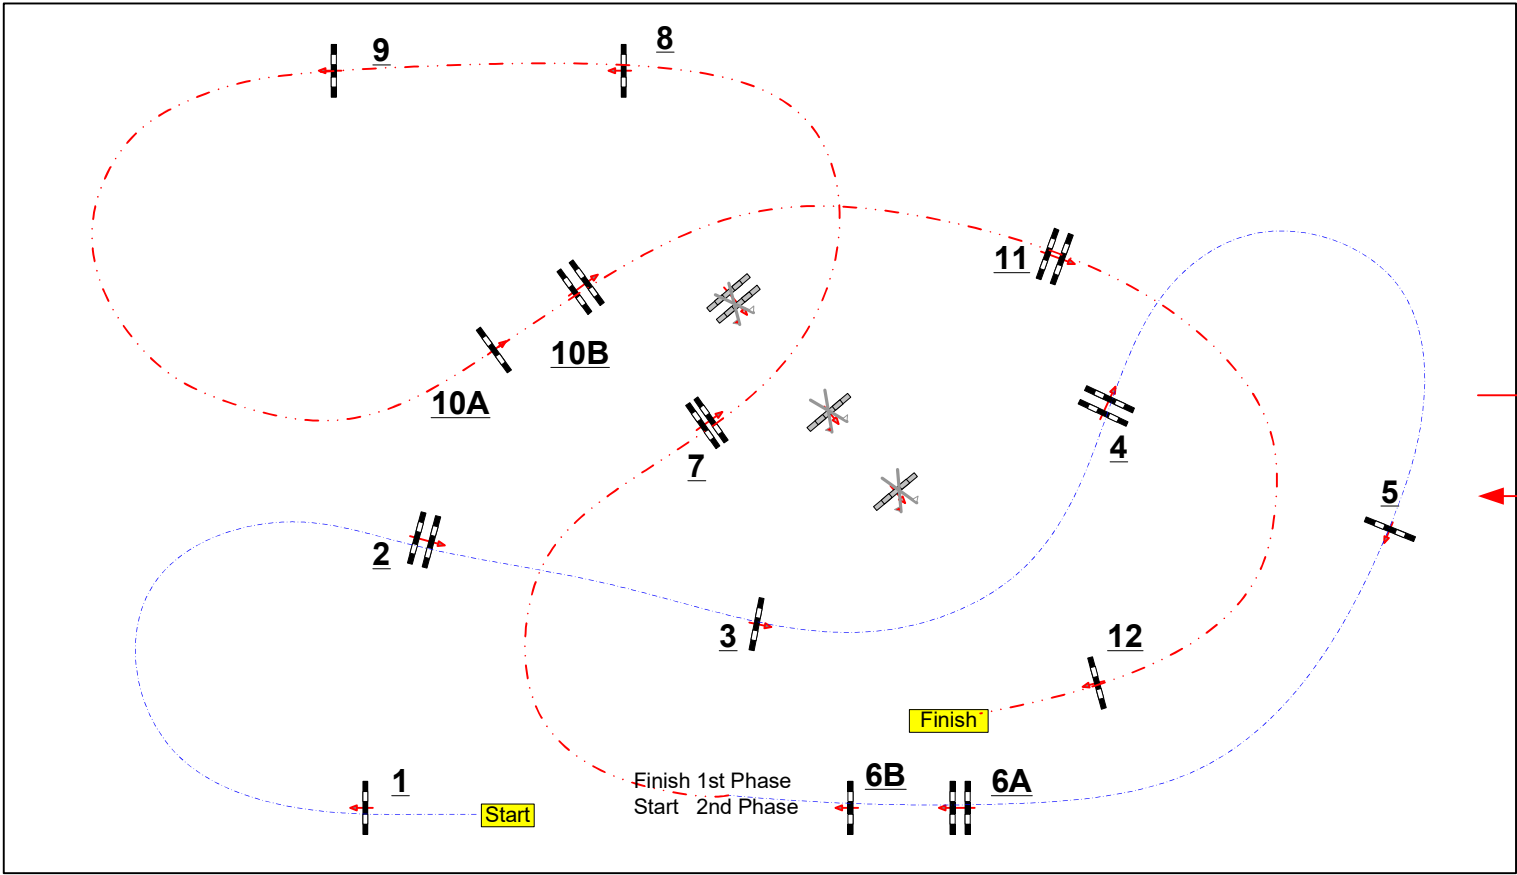 9
8
11
10B
10A
7
4
5
2
3
12
Finish
1
Finish 1st Phase
6B
6A
Start 2nd Phase
Start